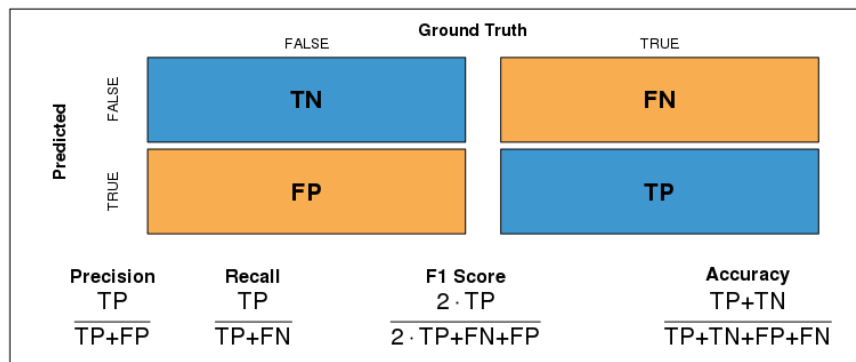 Ground Truth
FALSE TRUE
Predicted
FALSE
TN FN
TRUE
FP TP
Precision Recall F1 Score Accuracy
TP TP 2 · TP TP+TN
TP+FP TP+FN 2 · TP+FN+FP TP+TN+FP+FN